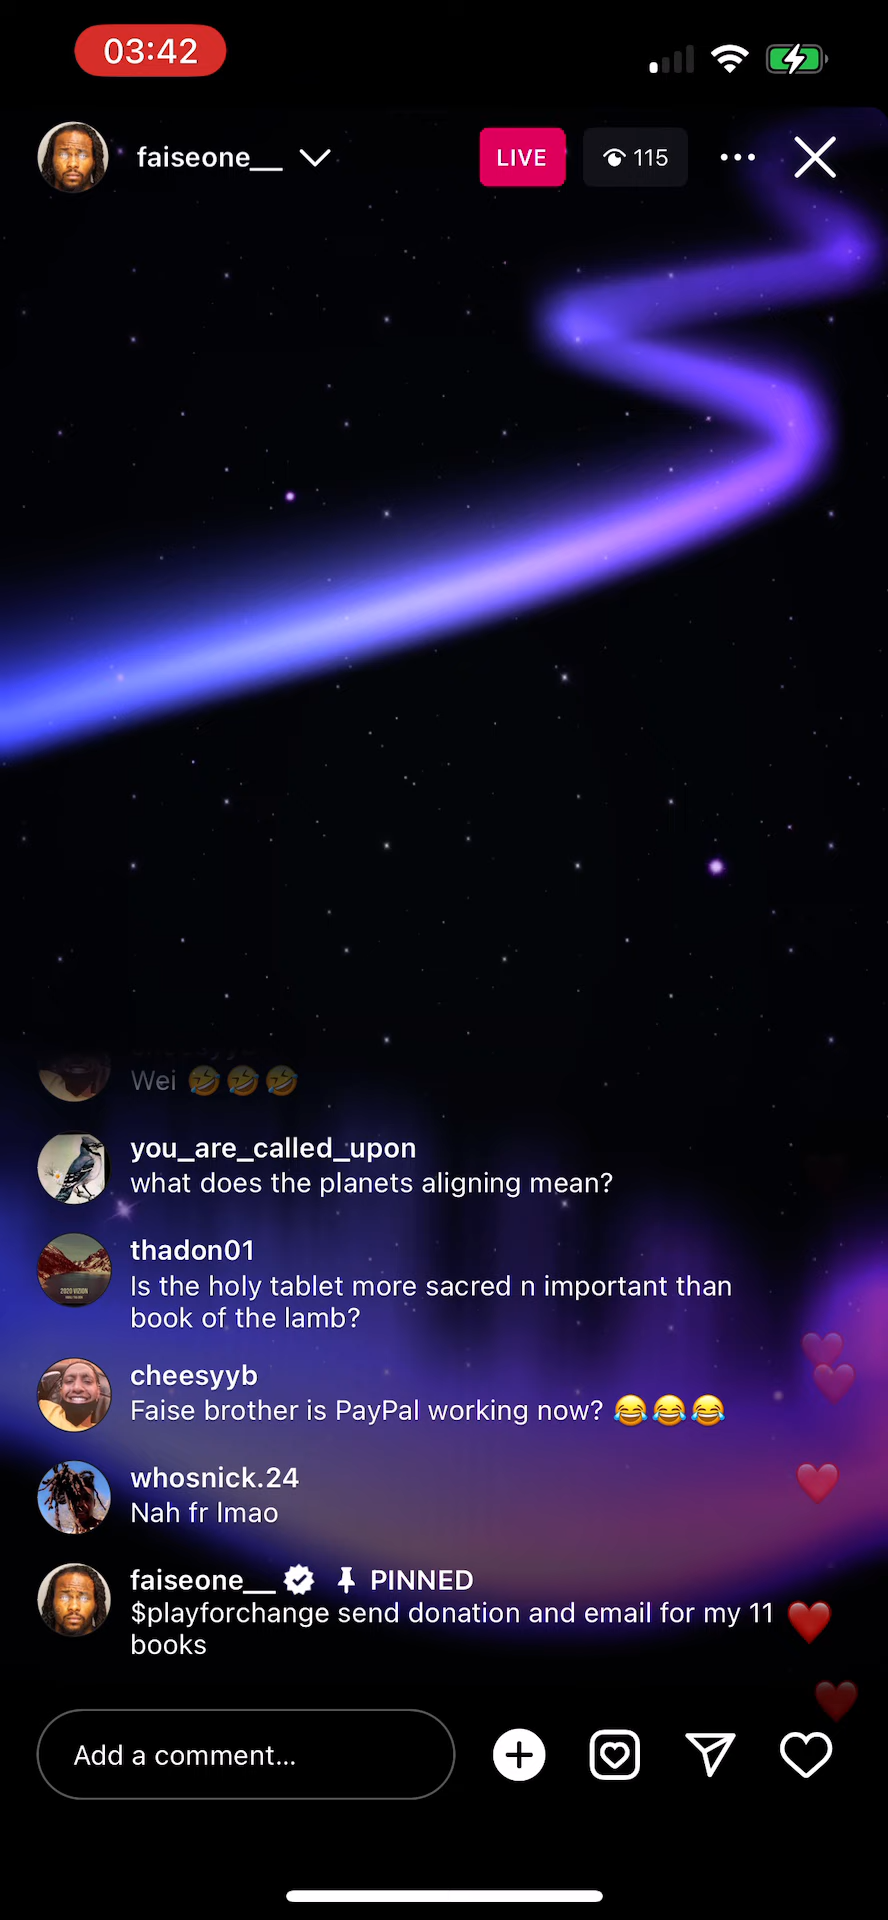 03:42
faiseone__
LIVE
115
Wei 🤣🤣🤣
you_are_called_upon
what does the planets aligning mean?
thadon01
Is the holy tablet more sacred n important than
book of the lamb?
cheesyyb
Faise brother is PayPal working now? 😂😂😂
whosnick.24
Nah fr lmao
faiseone__ PINNED
$playforchange send donation and email for my 11
books
Add a comment...